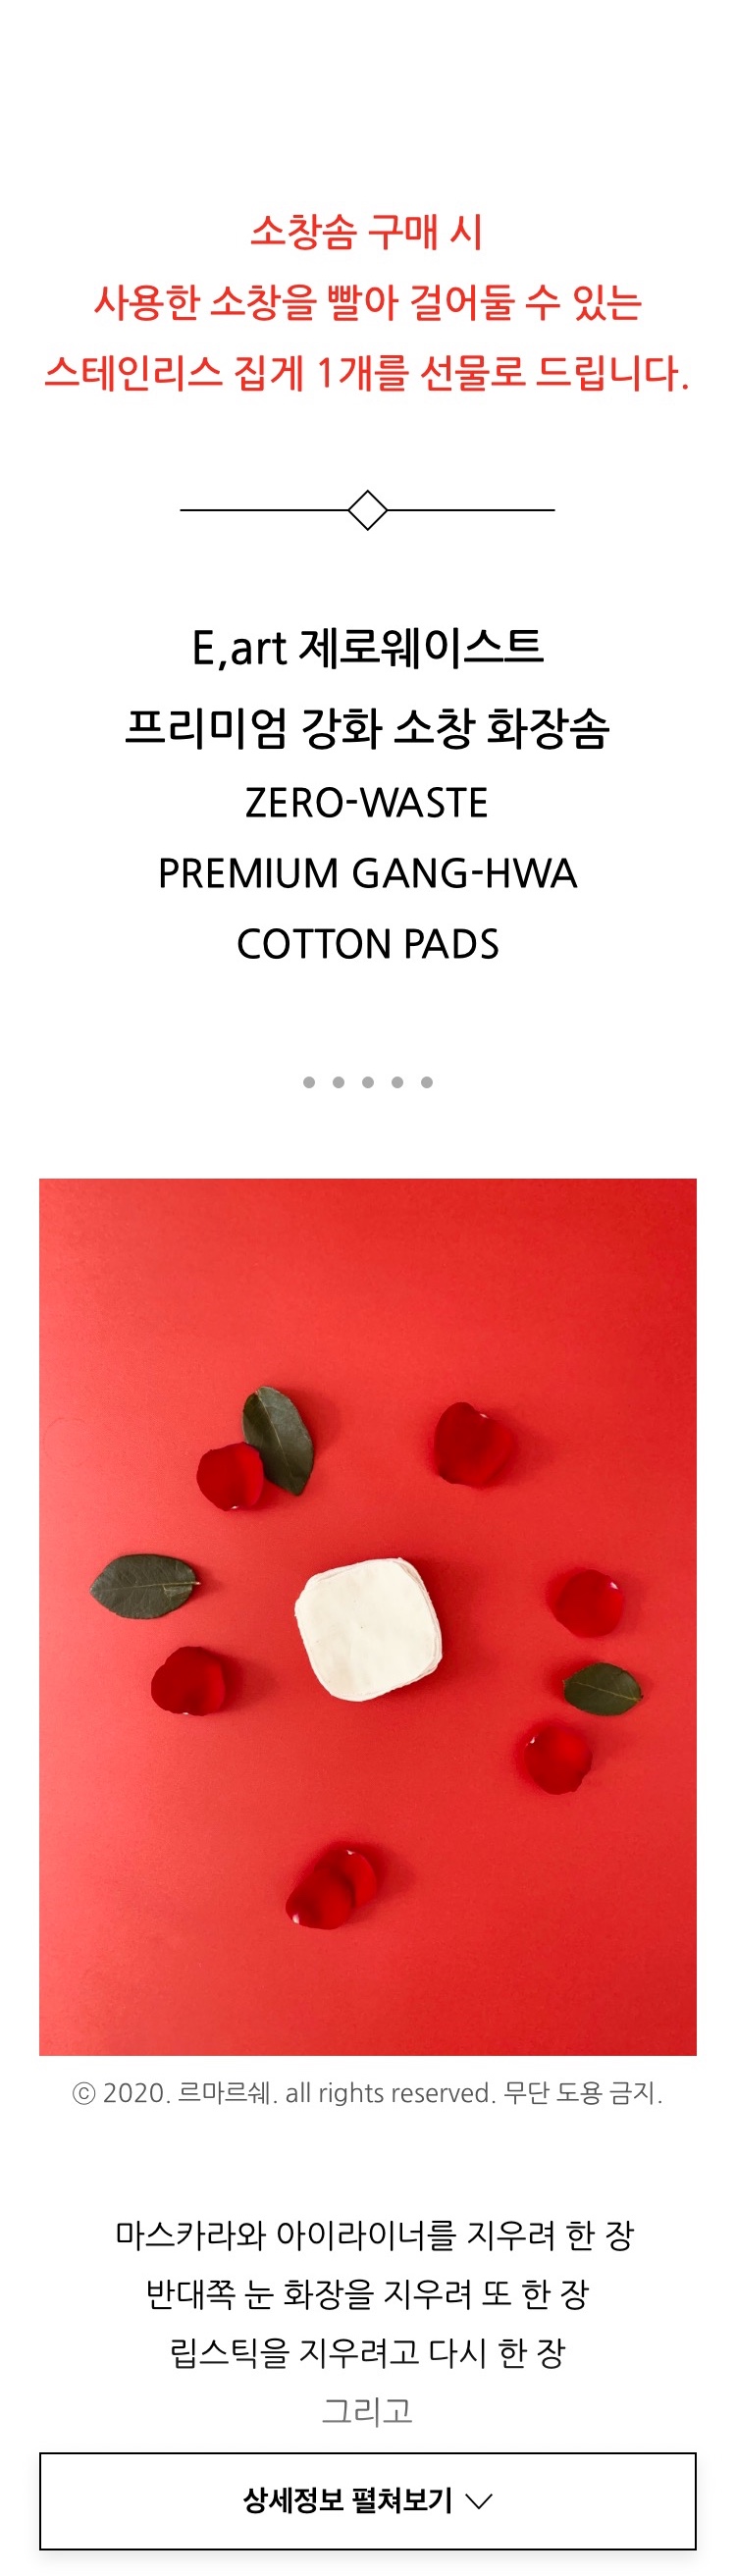 소창솜 구매 시
사용한 소창을 빨아 걸어둘 수 있는
스테인리스 집게 1개를 선물로 드립니다.
E,art 제로웨이스트
프리미엄 강화 소창 화장솜
ZERO-WASTE
PREMIUM GANG-HWA
COTTON PADS
ⓒ 2020. 르마르쉐. all rights reserved. 무단 도용 금지.
마스카라와 아이라이너를 지우려 한 장
반대쪽 눈 화장을 지우려 또 한 장
립스틱을 지우려고 다시 한 장
그리고
상세정보 펼쳐보기